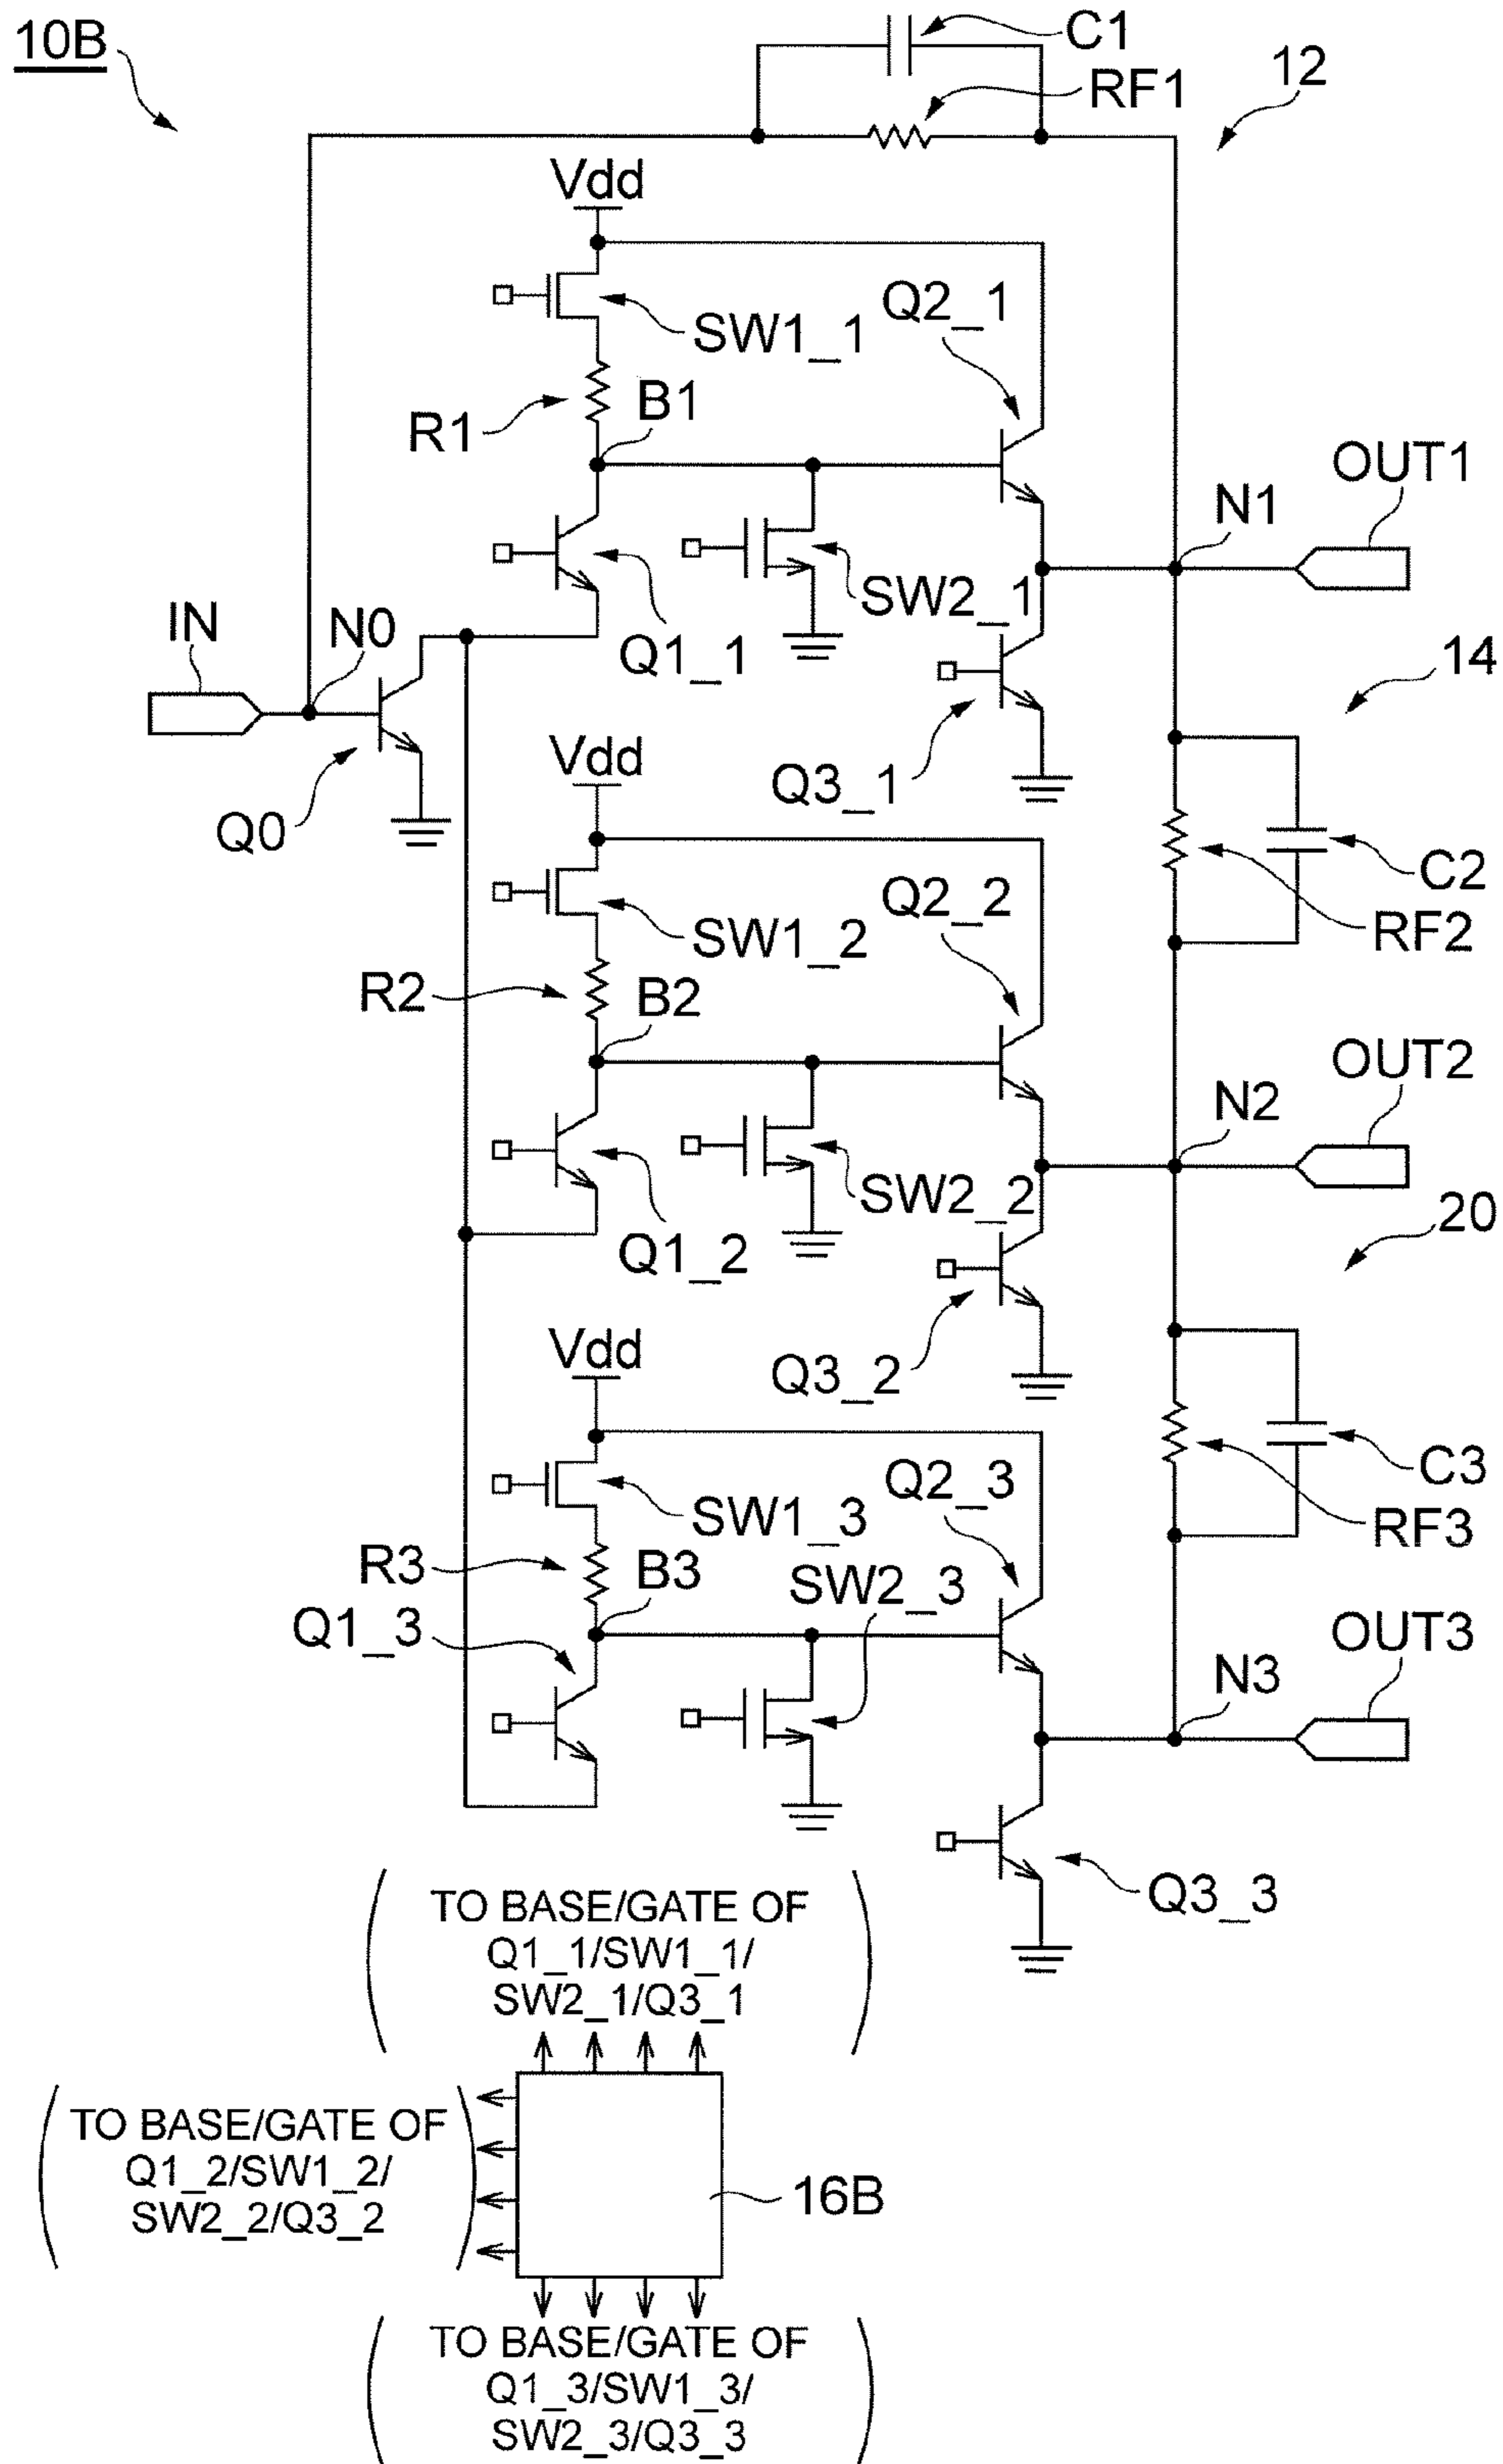 10B
C1
RF1
12
Vdd
SW1_1
Q2_1
R1
B1
OUT1
N1
SW2_1
IN
N0
Q1_1
14
Q3_1
Q0
Vdd
C2
Q2_2
RF2
SW1_2
R2
B2
OUT2
N2
SW2_2
20
Q1_2
Q3_2
Vdd
C3
Q2_3
SW1_3
RF3
R3
B3
SW2_3
Q1_3
OUT3
N3
Q3_3
TO BASE/GATE OF
Q1_1/SW1_1/
SW2_1/Q3_1
TO BASE/GATE OF
Q1_2/SW1_2/
SW2_2/Q3_2
16B
TO BASE/GATE OF
Q1_3/SW1_3/
SW2_3/Q3_3